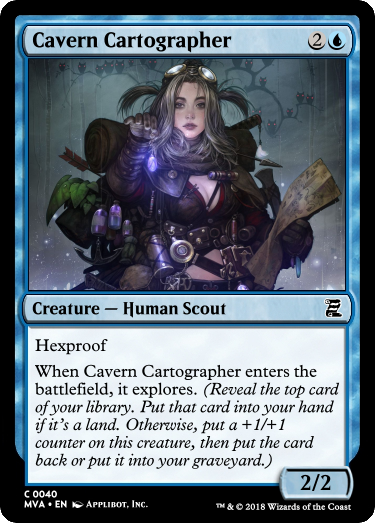 Cavern Cartographer 2
Creature — Human Scout
Hexproof
When Cavern Cartographer enters the
battlefield, it explores. (Reveal the top card
of your library. Put that card into your hand
if it's a land. Otherwise, put a +1/+1
counter on this creature, then put the card
back or put it into your graveyard.)
2/2
C 0040
MVA • EN APPLIBOT, INC.
™ & © 2018 Wizards of the Coast